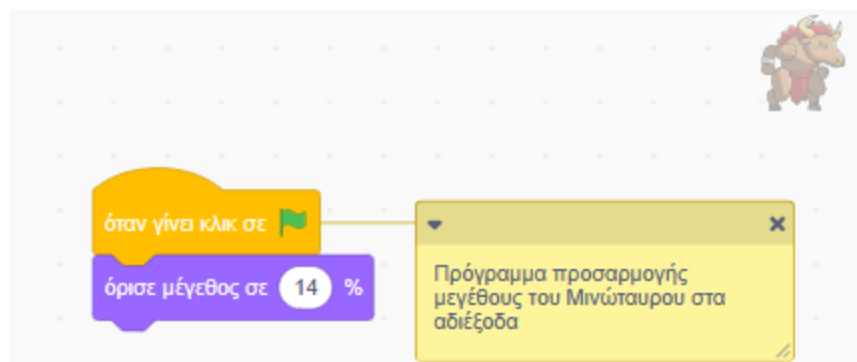 όταν γίνει κλικ σε
όρισε μέγεθος σε 14 %
Πρόγραμμα προσαρμογής
μεγέθους του Μινώταυρου στα
αδιέξοδα